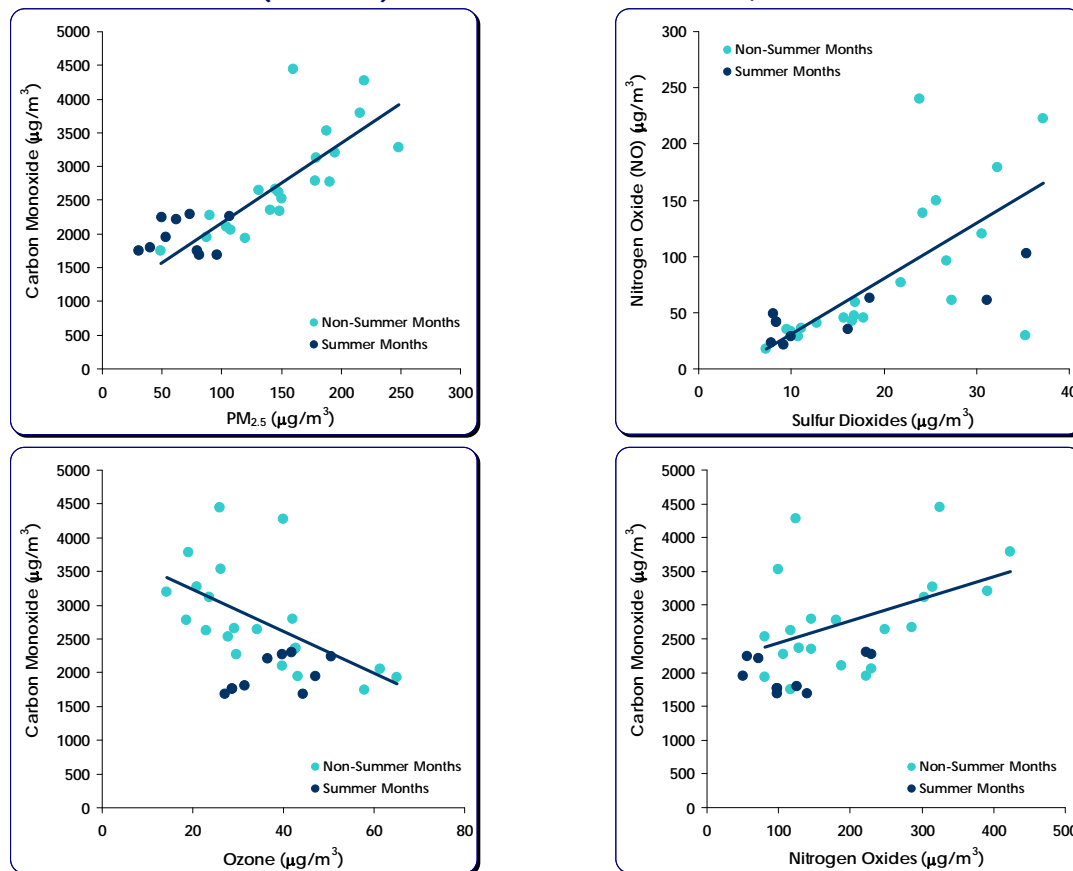 5000
4500
4000
3500
3000
2500
2000
1500
1000
500
0
Carbon Monoxide (μg/m³)
Non-Summer Months
Summer Months
0 50 100 150 200 250 300
PM₂.₅ (μg/m³)
300
250
200
150
100
50
0
Nitrogen Oxide (NO) (μg/m³)
Non-Summer Months
Summer Months
0 10 20 30 40
Sulfur Dioxides (μg/m³)
5000
4500
4000
3500
3000
2500
2000
1500
1000
500
0
Carbon Monoxide (μg/m³)
Non-Summer Months
Summer Months
0 20 40 60 80
Ozone (μg/m³)
5000
4500
4000
3500
3000
2500
2000
1500
1000
500
0
Carbon Monoxide (μg/m³)
Non-Summer Months
Summer Months
0 100 200 300 400 500
Nitrogen Oxides (μg/m³)